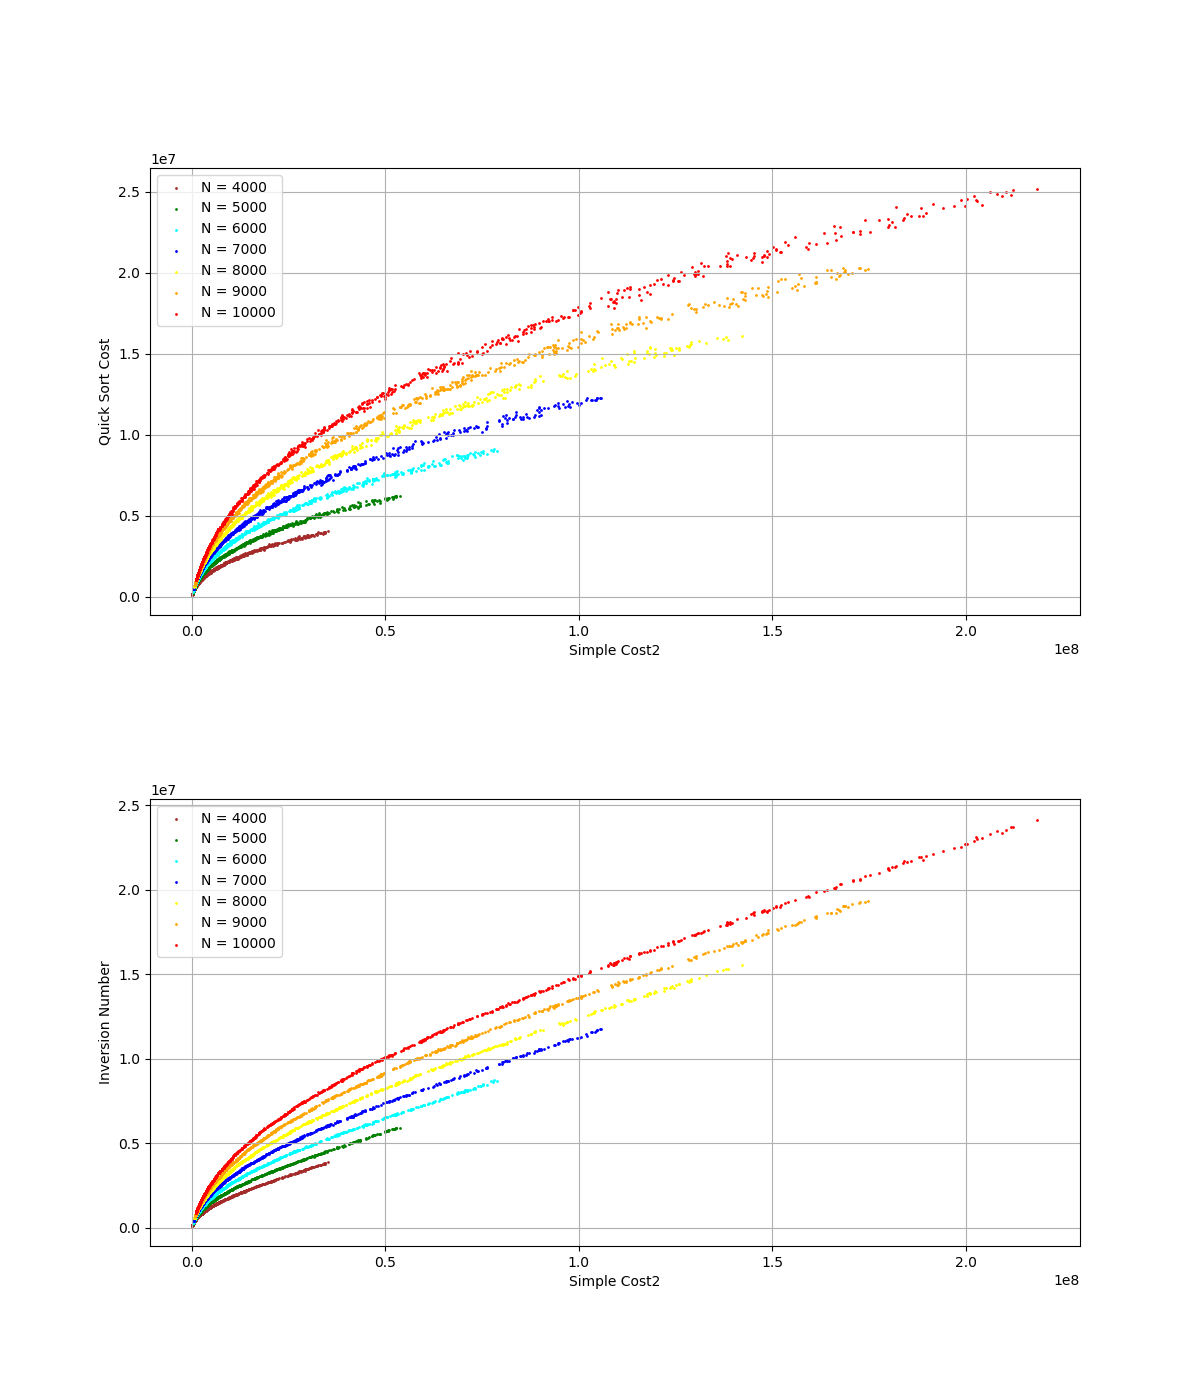 1e7
2.5
2.0
1.5
1.0
0.5
0.0
Quick Sort Cost
N = 4000
N = 5000
N = 6000
N = 7000
N = 8000
N = 9000
N = 10000
0.0 0.5 1.0 1.5 2.0
Simple Cost2
1e8
1e7
2.5
2.0
1.5
1.0
0.5
0.0
Inversion Number
N = 4000
N = 5000
N = 6000
N = 7000
N = 8000
N = 9000
N = 10000
0.0 0.5 1.0 1.5 2.0
Simple Cost2
1e8